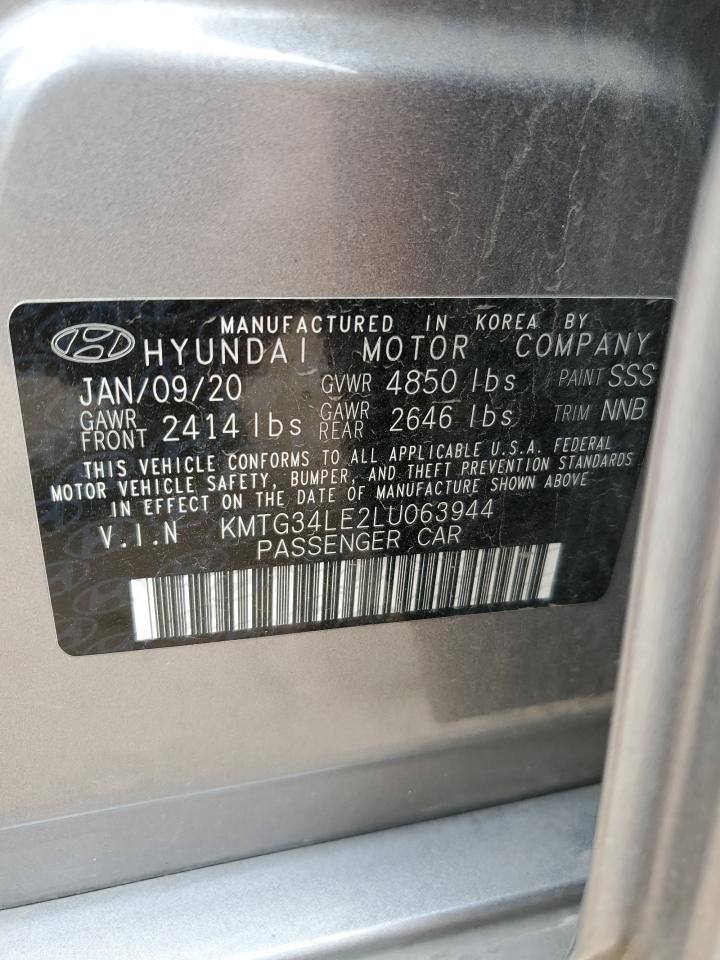 MANUFACTURED IN KOREA BY
HYUNDAI MOTOR COMPANY
JAN/09/20 GVWR 4850 lbs PAINT SSS
GAWR FRONT 2414 lbs GAWR REAR 2646 lbs TRIM NNB
THIS VEHICLE CONFORMS TO ALL APPLICABLE U.S.A. FEDERAL
MOTOR VEHICLE SAFETY, BUMPER, AND THEFT PREVENTION STANDARDS
IN EFFECT ON THE DATE OF MANUFACTURE SHOWN ABOVE
V.I.N KMTG34LE2LU063944
PASSENGER CAR